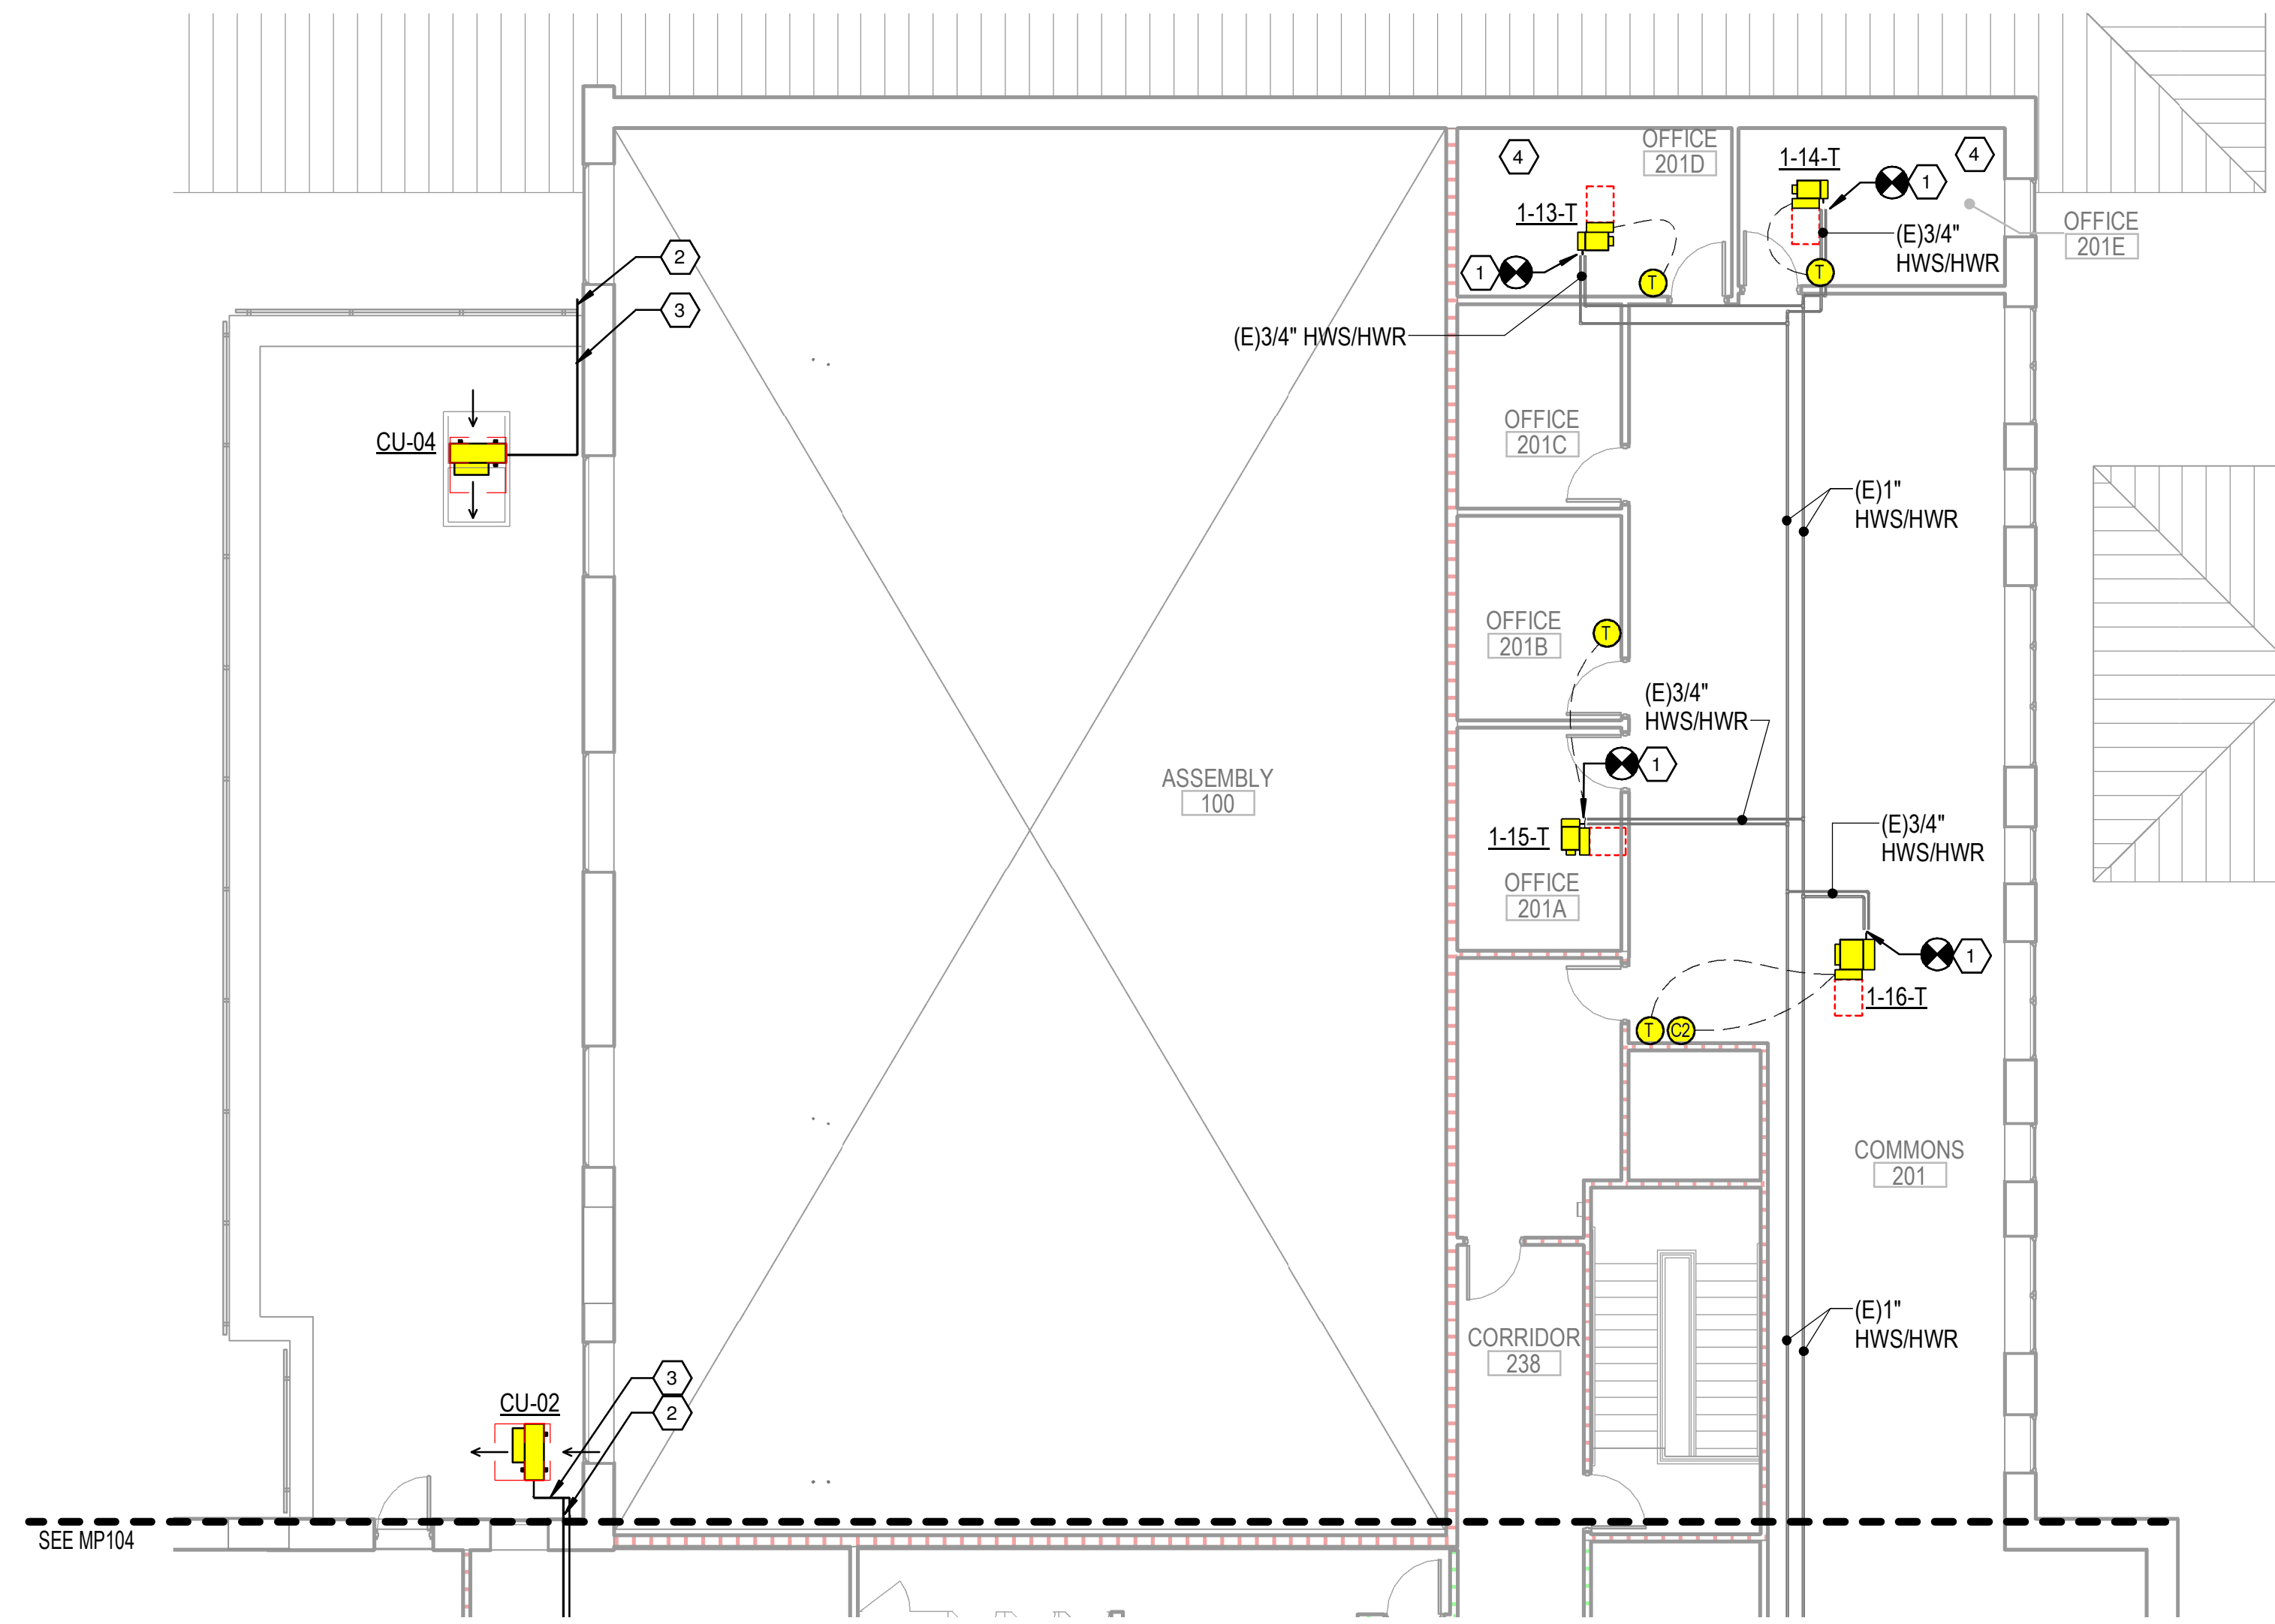 4
OFFICE
201D
1-14-T
1
4
1-13-T
OFFICE
201E
(E)3/4"
HWS/HWR
2
1
T
T
3
(E)3/4" HWS/HWR
CU-04
OFFICE
201C
(E)1"
HWS/HWR
OFFICE
201B
T
(E)3/4"
HWS/HWR
1
ASSEMBLY
100
1-15-T
(E)3/4"
HWS/HWR
OFFICE
201A
1
1-16-T
T
C2
COMMONS
201
(E)1"
HWS/HWR
CORRIDOR
238
3
CU-02
2
SEE MP104